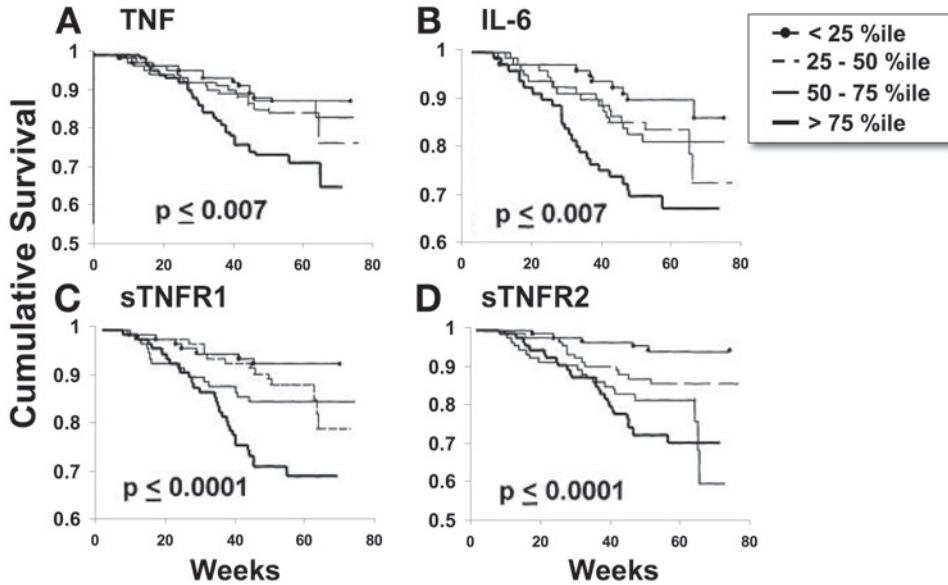 A TNF
1
0.9
0.8
0.7
0.6
0.5
0 20 40 60 80
p ≤ 0.007
B IL-6
1
0.9
0.8
0.7
0.6
0 20 40 60 80
p ≤ 0.007
< 25 %ile
25 - 50 %ile
50 - 75 %ile
> 75 %ile
Cumulative Survival
C sTNFR1
1
0.9
0.8
0.7
0.6
0 20 40 60 80
p ≤ 0.0001
Weeks
D sTNFR2
1
0.9
0.8
0.7
0.6
0.5
0 20 40 60 80
p ≤ 0.0001
Weeks